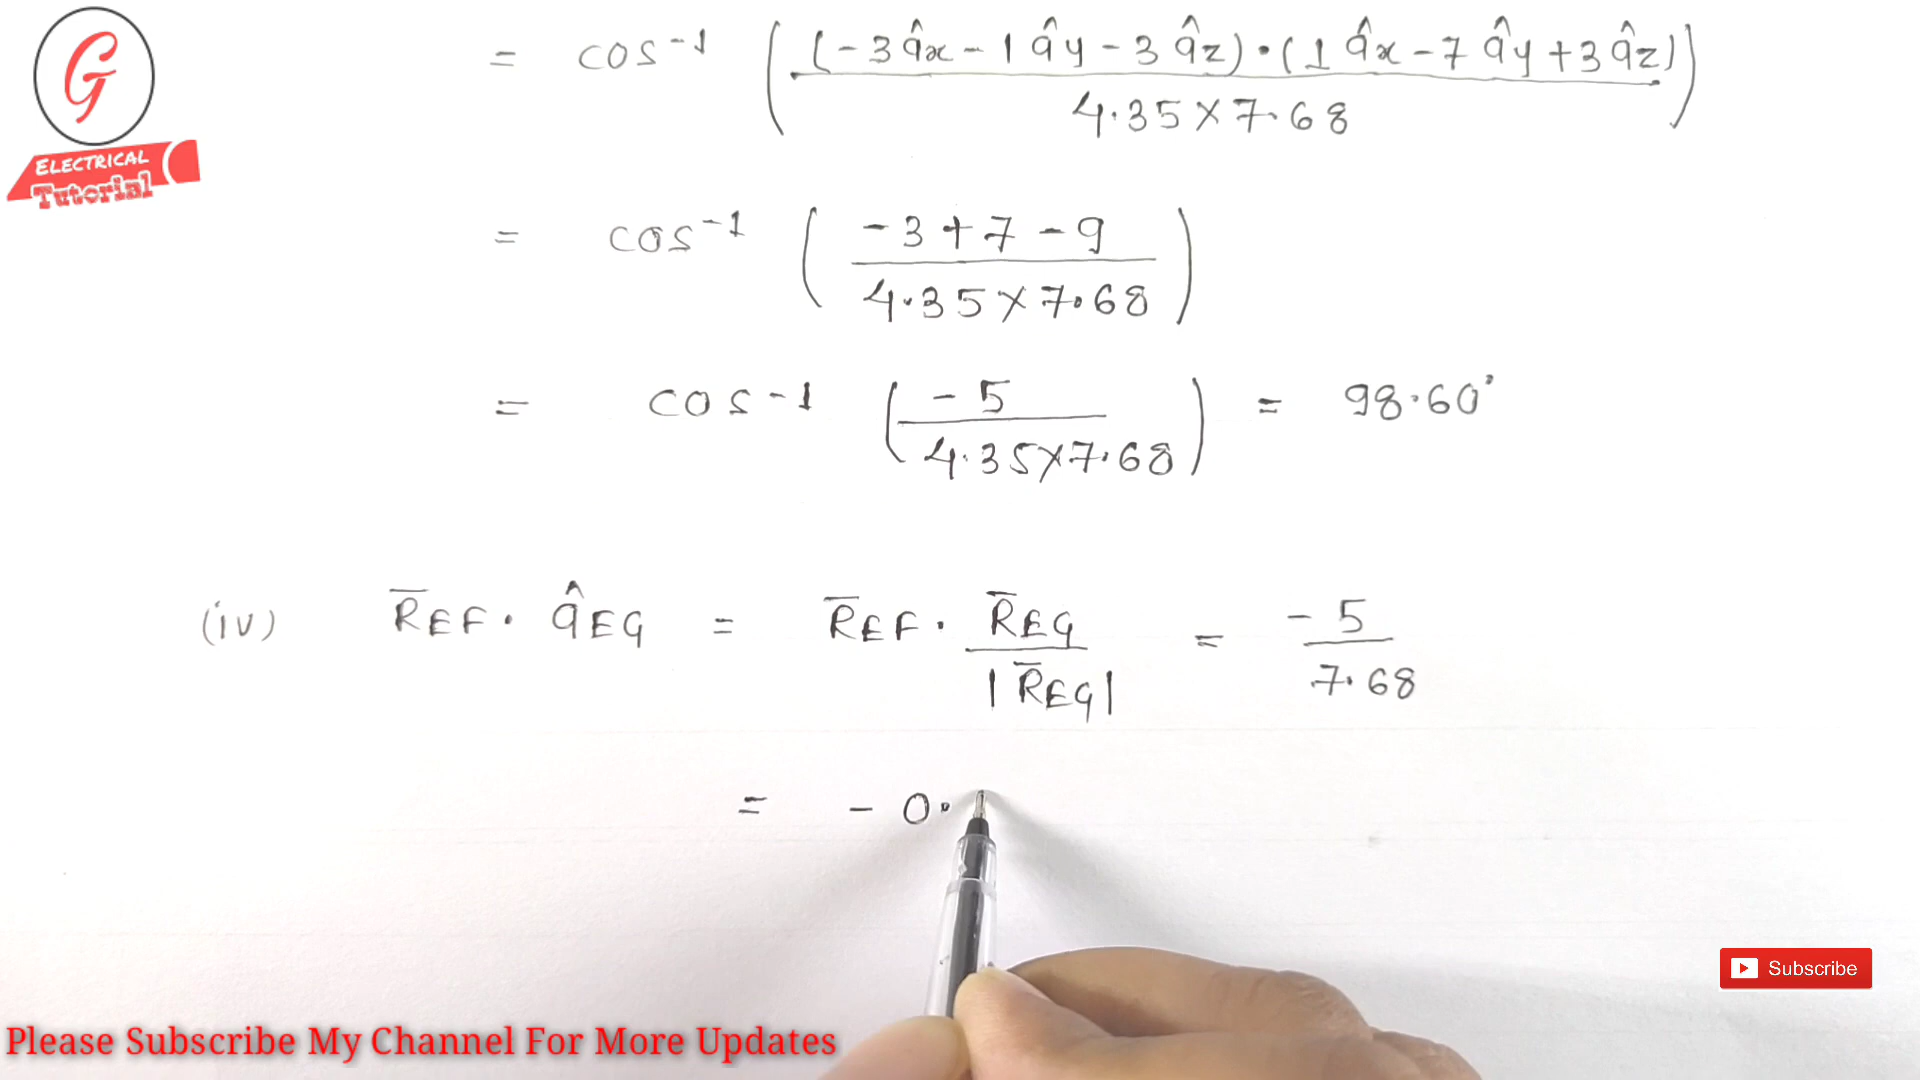 G
ELECTRICAL
Tutorial
= cos⁻¹ ( (-3âx - 1ây - 3âz) · (1âx - 7ây + 3âz) / 4.35 × 7.68 )
= cos⁻¹ ( -3 + 7 - 9 / 4.35 × 7.68 )
= cos⁻¹ ( -5 / 4.35 × 7.68 ) = 98.60°
(iv) R̅EF · âEG = R̅EF · R̅EG / |R̅EG| = -5 / 7.68
= - 0.
Subscribe
Please Subscribe My Channel For More Updates